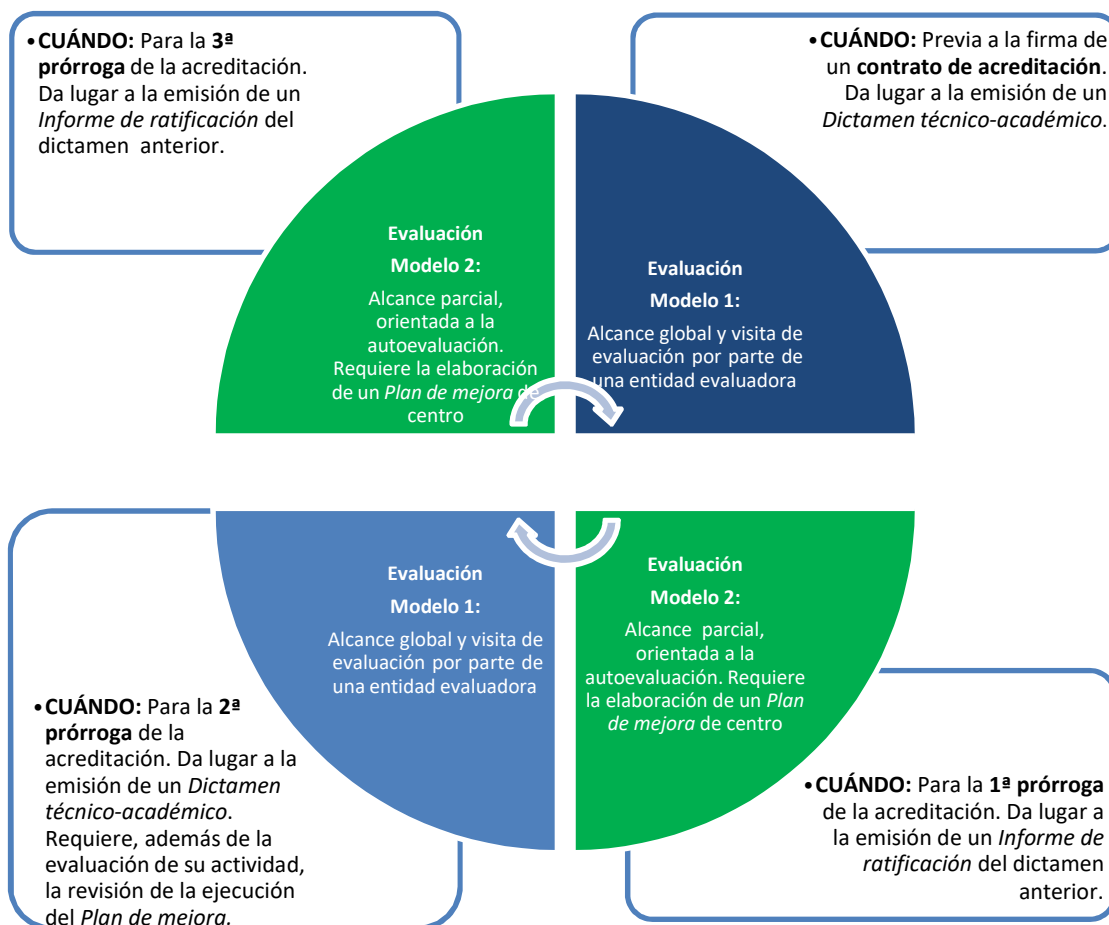 •CUÁNDO: Para la 3ª
prórroga de la acreditación.
Da lugar a la emisión de un
Informe de ratificación del
dictamen anterior.
•CUÁNDO: Previa a la firma de
un contrato de acreditación.
Da lugar a la emisión de un
Dictamen técnico-académico.
Evaluación
Modelo 2:
Alcance parcial,
orientada a la
autoevaluación.
Requiere la elaboración
de un Plan de mejora de
centro
Evaluación
Modelo 1:
Alcance global y visita de
evaluación por parte de
una entidad evaluadora
Evaluación
Modelo 1:
Alcance global y visita de
evaluación por parte de
una entidad evaluadora
Evaluación
Modelo 2:
Alcance parcial,
orientada a la
autoevaluación. Requiere
la elaboración de un Plan
de mejora de centro
•CUÁNDO: Para la 2ª
prórroga de la
acreditación. Da lugar a la
emisión de un Dictamen
técnico-académico.
Requiere, además de la
evaluación de su actividad,
la revisión de la ejecución
del Plan de mejora.
•CUÁNDO: Para la 1ª prórroga
de la acreditación. Da lugar a
la emisión de un Informe de
ratificación del dictamen
anterior.